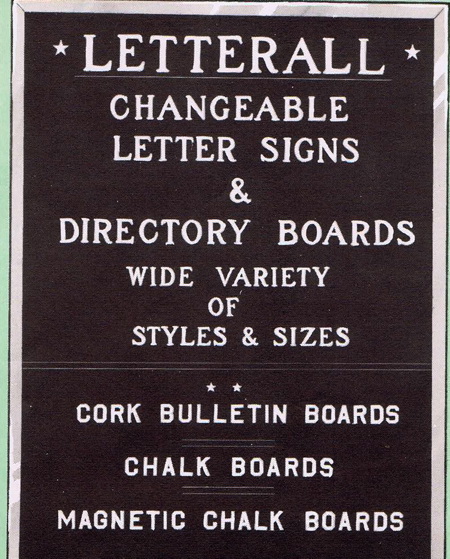 ★ LETTERALL ★
CHANGEABLE
LETTER SIGNS
&
DIRECTORY BOARDS
WIDE VARIETY
OF
STYLES & SIZES
★ ★
CORK BULLETIN BOARDS
CHALK BOARDS
MAGNETIC CHALK BOARDS